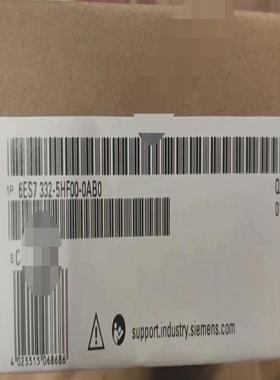 1P 6ES7 332-5HF00-0AB0
S C
support.industry.siemens.com
4 025515 068686